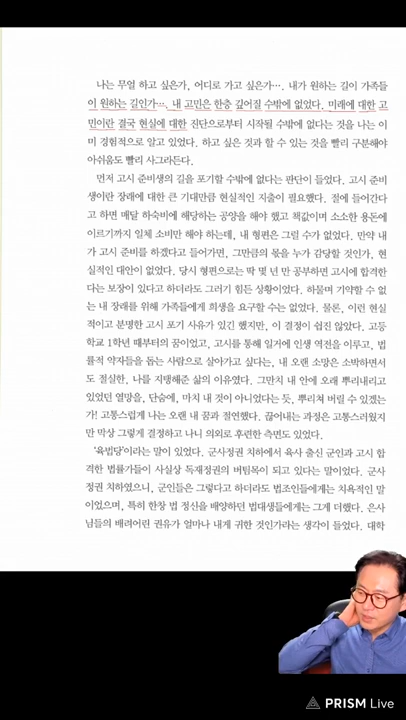 나는 무얼 하고 싶은가, 어디로 가고 싶은가…. 내가 원하는 길이 가족들
이 원하는 길인가…. 내 고민은 한층 깊어질 수밖에 없었다. 미래에 대한 고
민이란 결국 현실에 대한 진단으로부터 시작될 수밖에 없다는 것을 나는 이
미 경험적으로 알고 있었다. 하고 싶은 것과 할 수 있는 것을 빨리 구분해야
아쉬움도 빨리 사그라든다.
먼저 고시 준비생의 길을 포기할 수밖에 없다는 판단이 들었다. 고시 준비
생이란 장래에 대한 큰 기대만큼 현실적인 지출이 필요했다. 절에 들어간다
고 하면 매달 하숙비에 해당하는 공양을 해야 했고 책값이며 소소한 용돈에
이르기까지 일체 소비만 해야 하는데, 내 형편은 그럴 수가 없었다. 만약 내
가 고시 준비를 하겠다고 들어가면, 그만큼의 몫을 누가 감당할 것인가, 현
실적인 대안이 없었다. 당시 형편으로는 딱 몇 년 만 공부하면 고시에 합격한
다는 보장이 있다고 하더라도 그러기 힘든 상황이었다. 하물며 기약할 수 없
는 내 장래를 위해 가족들에게 희생을 요구할 수는 없었다. 물론, 이런 현실
적이고 분명한 고시 포기 사유가 있긴 했지만, 이 결정이 쉽진 않았다. 고등
학교 1학년 때부터의 꿈이었고, 고시를 통해 일거에 인생 역전을 이루고, 법
률적 약자들을 돕는 사람으로 살아가고 싶다는, 내 오랜 소망은 소박하면서
도 절실한, 나를 지탱해준 삶의 이유였다. 그만치 내 안에 오래 뿌리내리고
있었던 열망을, 단숨에, 마치 내 것이 아니었다는 듯, 뿌리쳐 버릴 수 있겠는
가! 고통스럽게 나는 오랜 내 꿈과 절연했다. 끊어내는 과정은 고통스러웠지
만 막상 그렇게 결정하고 나니 의외로 후련한 측면도 있었다.
‘육법당’이라는 말이 있었다. 군사정권 치하에서 육사 출신 군인과 고시 합
격한 법률가들이 사실상 독재정권의 버팀목이 되고 있다는 말이었다. 군사
정권 치하였으니, 군인들은 그렇다고 하더라도 법조인들에게는 치욕적인 말
이었으며, 특히 한창 법 정신을 배양하던 법대생들에게는 그게 더했다. 은사
님들의 배려어린 권유가 얼마나 내게 귀한 것인가라는 생각이 들었다. 대학
PRISM Live